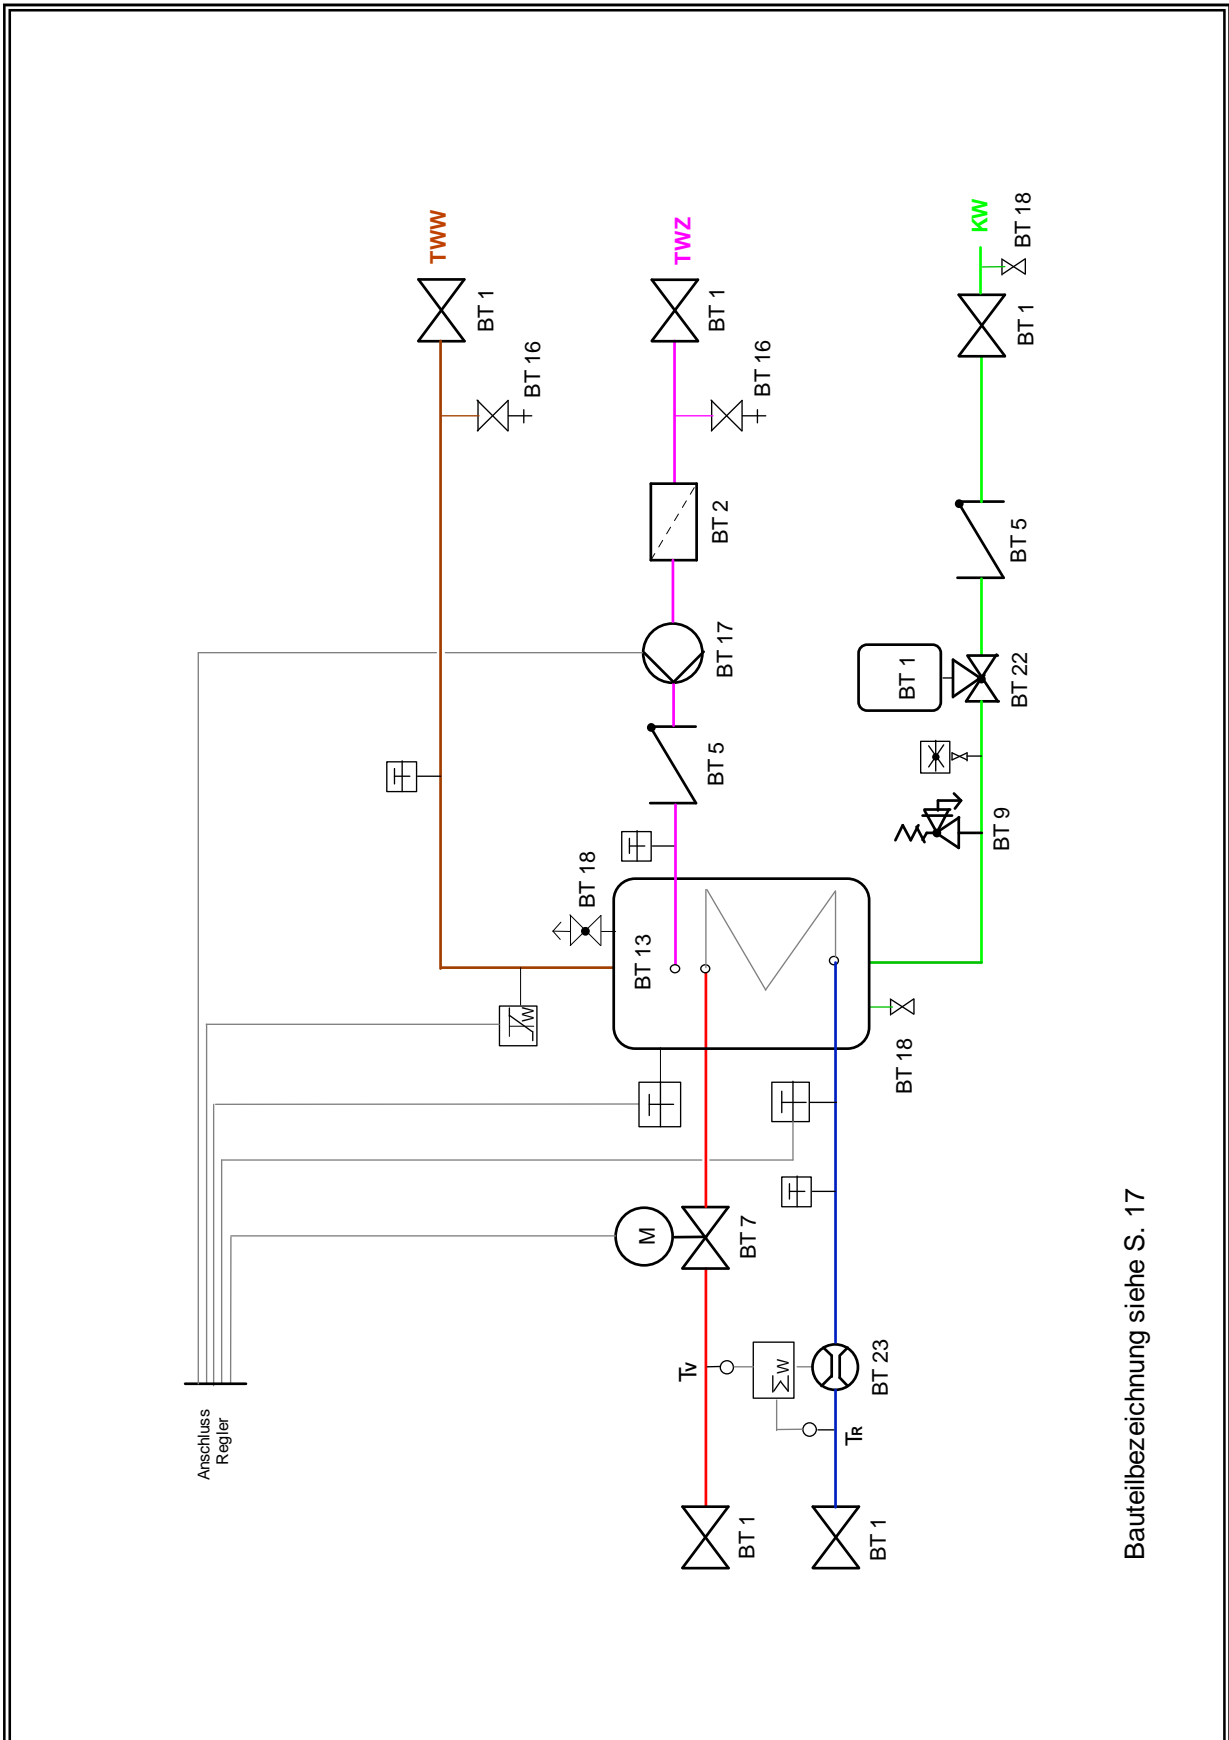 Anschluss
Regler
TWW
BT 1
BT 16
W
BT 18
BT 13
TWZ
BT 1
BT 16
BT 2
BT 17
BT 5
M
BT 7
TV
ΣW
TR
BT 23
BT 1
BT 1
KW
BT 18
BT 1
BT 5
BT 1
BT 22
BT 9
BT 18
Bauteilbezeichnung siehe S. 17